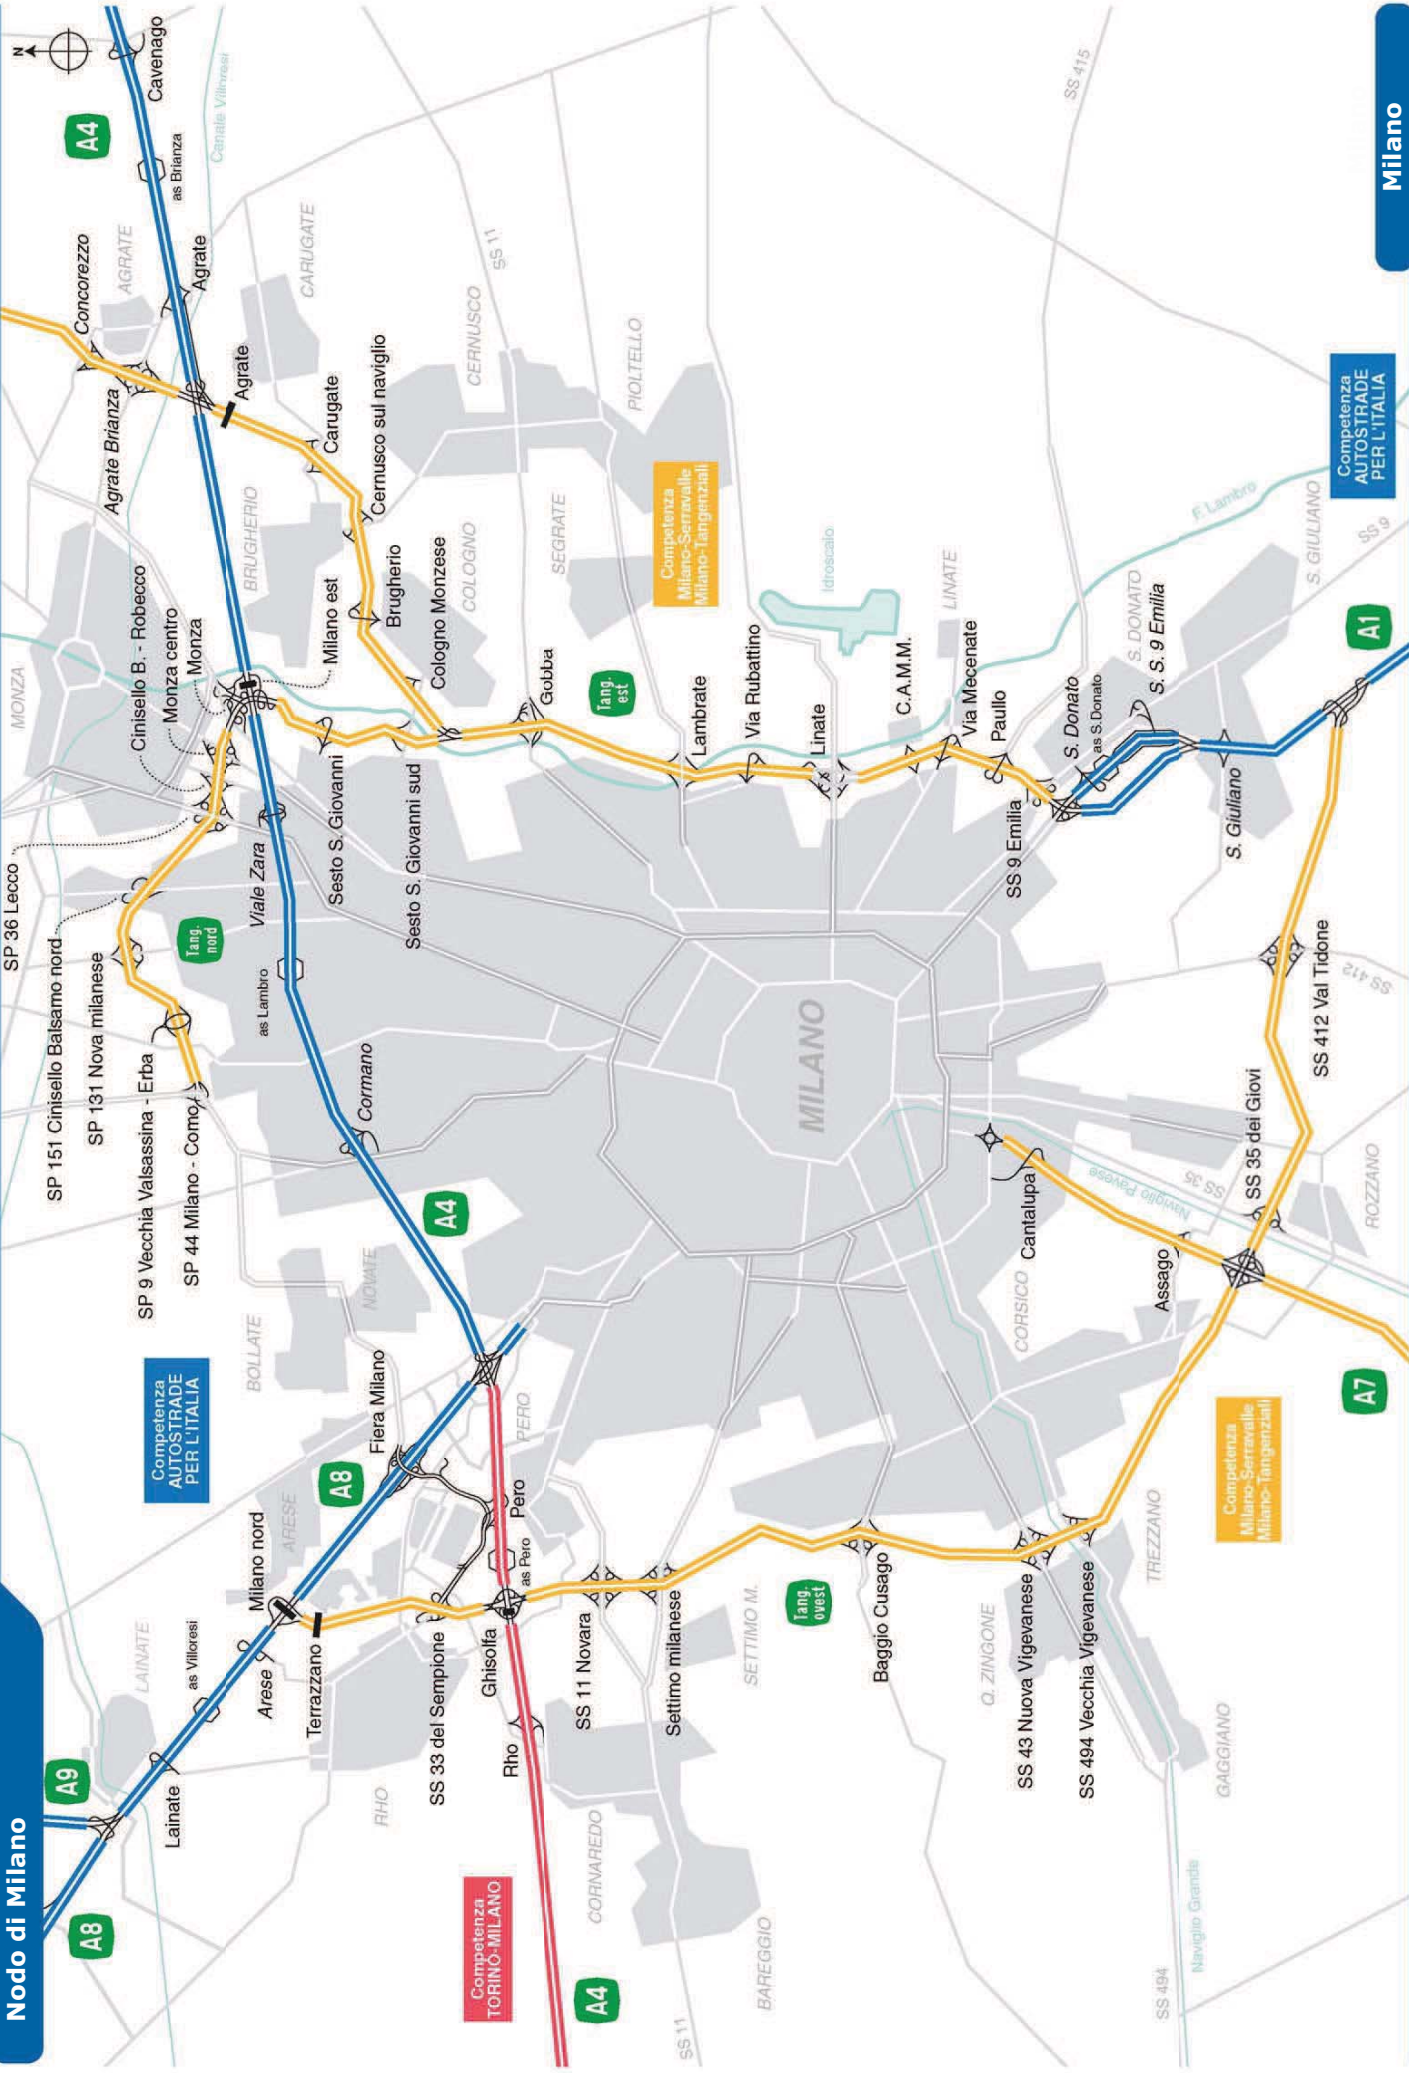 Nodo di Milano
Milano
N
A8
A9
Lainate
LAINATE
as Villoresi
Arese
Milano nord
ARESE
Terrazzano
RHO
SS 33 del Sempione
Ghisolfa
Rho
Competenza
TORINO-MILANO
A4
CORNAREDO
BAREGGIO
SS 11
SS 11 Novara
Settimo milanese
SETTIMO M.
as Pero
Pero
PERO
A8
Fiera Milano
Competenza
AUTOSTRADE
PER L'ITALIA
BOLLATE
NOVATE
A4
Cormano
as Lambro
Viale Zara
Tang.
nord
SP 44 Milano - Como
SP 9 Vecchia Valsassina - Erba
SP 131 Nova milanese
SP 151 Cinisello Balsamo nord
SP 36 Lecco
MONZA
Cinisello B. - Robecco
Monza centro
Monza
Milano est
BRUGHERIO
Agrate Brianza
Concorezzo
AGRATE
Agrate
Agrate
A4
as Brianza
Cavenago
Canale Villoresi
CARUGATE
Carugate
Cernusco sul naviglio
CERNUSCO
SS 11
PIOLTELLO
Brugherio
Cologno Monzese
COLOGNO
SEGRATE
Sesto S. Giovanni
Sesto S. Giovanni sud
Gobba
Tang.
est
Competenza
Milano-Serravalle
Milano-Tangenziali
Lambrate
Via Rubattino
Linate
Idroscalo
C.A.M.M.
LINATE
Via Mecenate
Paullo
SS 415
SS 9 Emilia
S. Donato
as S.Donato
S. DONATO
S. S. 9 Emilia
F. Lambro
S. Giuliano
S. GIULIANO
SS 9
Competenza
AUTOSTRADE
PER L'ITALIA
A1
MILANO
SS 412 Val Tidone
SS 412
SS 35 dei Giovi
SS 35
Naviglio Pavese
ROZZANO
Cantalupa
CORSICO
Assago
A7
Competenza
Milano-Serravalle
Milano-Tangenziali
TREZZANO
Tang.
ovest
Baggio Cusago
Q. ZINGONE
SS 43 Nuova Vigevanese
SS 494 Vecchia Vigevanese
GAGGIANO
Naviglio Grande
SS 494